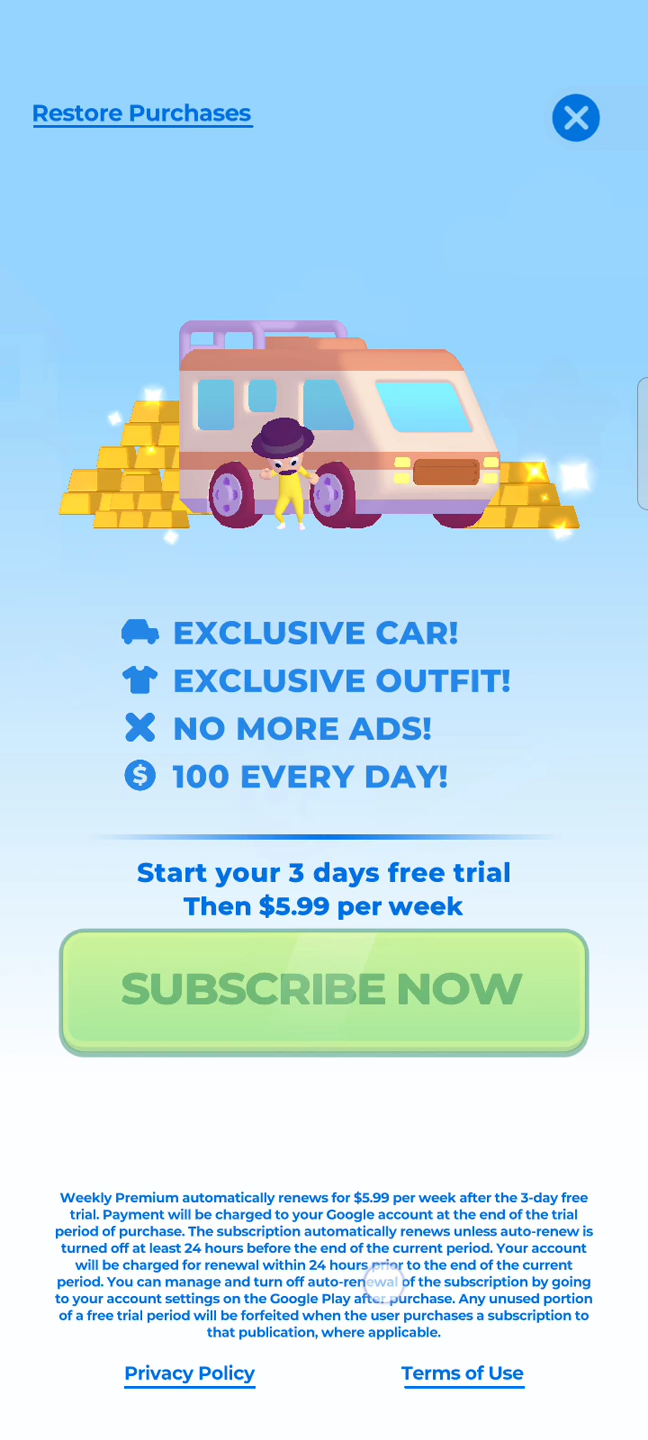 Restore Purchases
EXCLUSIVE CAR!
EXCLUSIVE OUTFIT!
NO MORE ADS!
100 EVERY DAY!
Start your 3 days free trial
Then $5.99 per week
SUBSCRIBE NOW
Weekly Premium automatically renews for $5.99 per week after the 3-day free
trial. Payment will be charged to your Google account at the end of the trial
period of purchase. The subscription automatically renews unless auto-renew is
turned off at least 24 hours before the end of the current period. Your account
will be charged for renewal within 24 hours prior to the end of the current
period. You can manage and turn off auto-renewal of the subscription by going
to your account settings on the Google Play after purchase. Any unused portion
of a free trial period will be forfeited when the user purchases a subscription to
that publication, where applicable.
Privacy Policy
Terms of Use